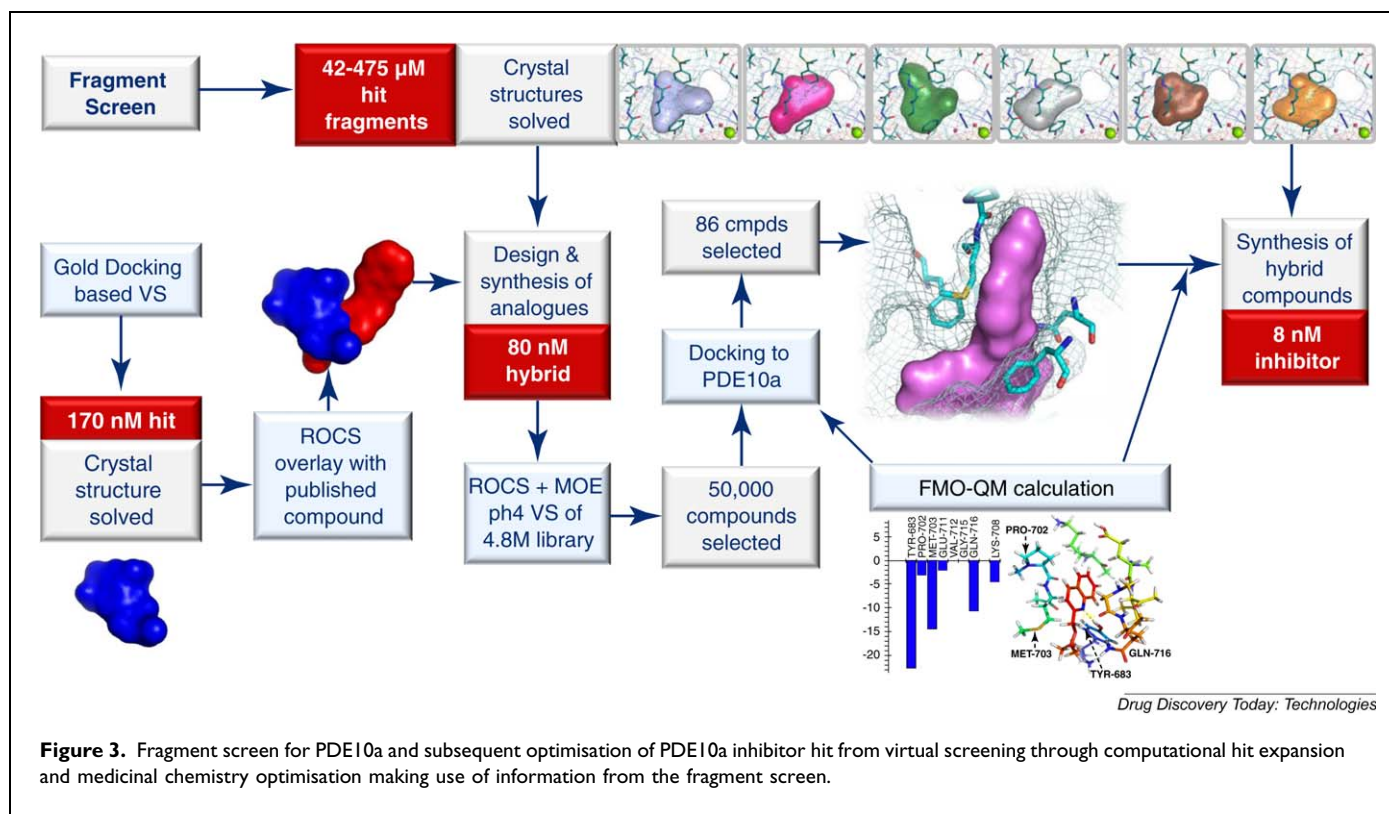 Fragment
Screen
42-475 µM
hit
fragments
Crystal
structures
solved
Gold Docking
based VS
170 nM hit
Crystal
structure
solved
ROCS
overlay with
published
compound
Design &
synthesis of
analogues
80 nM
hybrid
ROCS + MOE
ph4 VS of
4.8M library
50,000
compounds
selected
Docking to
PDE10a
86 cmpds
selected
Synthesis of
hybrid
compounds
8 nM
inhibitor
FMO-QM calculation
5
0
-5
-10
-15
-20
TYR-683
PRO-702
MET-703
GLU-711
VAL-712
GLY-715
GLN-716
LYS-708
PRO-702
MET-703
GLN-716
TYR-683
Drug Discovery Today: Technologies
Figure 3. Fragment screen for PDE10a and subsequent optimisation of PDE10a inhibitor hit from virtual screening through computational hit expansion
and medicinal chemistry optimisation making use of information from the fragment screen.